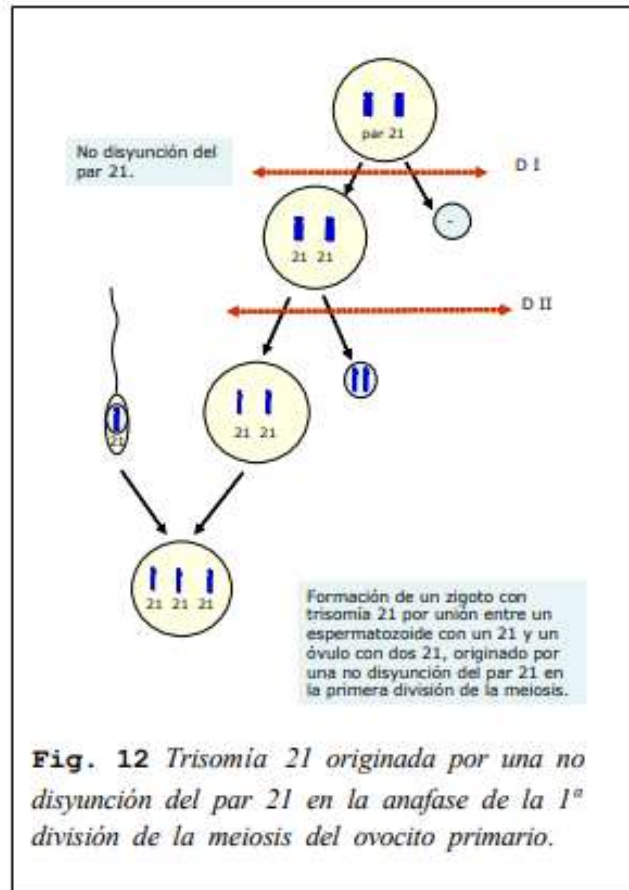 par 21
No disyunción del
par 21.
D I
-
21 21
D II
21
21 21
21 21 21
Formación de un zigoto con
trisomía 21 por unión entre un
espermatozoide con un 21 y un
óvulo con dos 21, originado por
una no disyunción del par 21 en
la primera división de la meiosis.
Fig. 12 Trisomía 21 originada por una no
disyunción del par 21 en la anafase de la 1ª
división de la meiosis del ovocito primario.